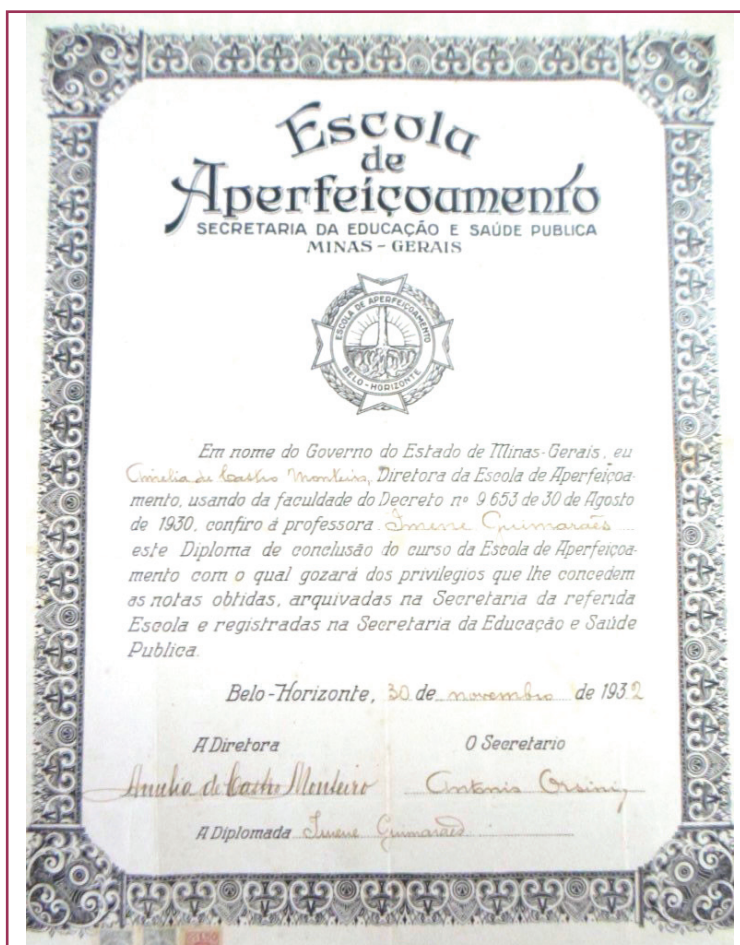 Escola
de
Aperfeiçoamento
SECRETARIA DA EDUCAÇÃO E SAÚDE PUBLICA
MINAS - GERAIS
ESCOLA DE APERFEIÇOAMENTO
BELO-HORIZONTE
Em nome do Governo do Estado de Minas-Gerais, eu
Amelia de Castro Monteiro, Diretora da Escola de Aperfeiçoa-
mento, usando da faculdade do Decreto nº 9653 de 30 de Agosto
de 1930, confiro á professora Imene Guimarães
este Diploma de conclusão do curso da Escola de Aperfeiçoa-
mento com o qual gozará dos privilegios que lhe concedem
as notas obtidas, arquivadas na Secretaria da referida
Escola e registradas na Secretaria da Educação e Saúde
Publica.
Belo-Horizonte, 30 de novembro de 1932
A Diretora O Secretario
Amelia de Castro Monteiro Antonio Orsini
A Diplomada Imene Guimarães